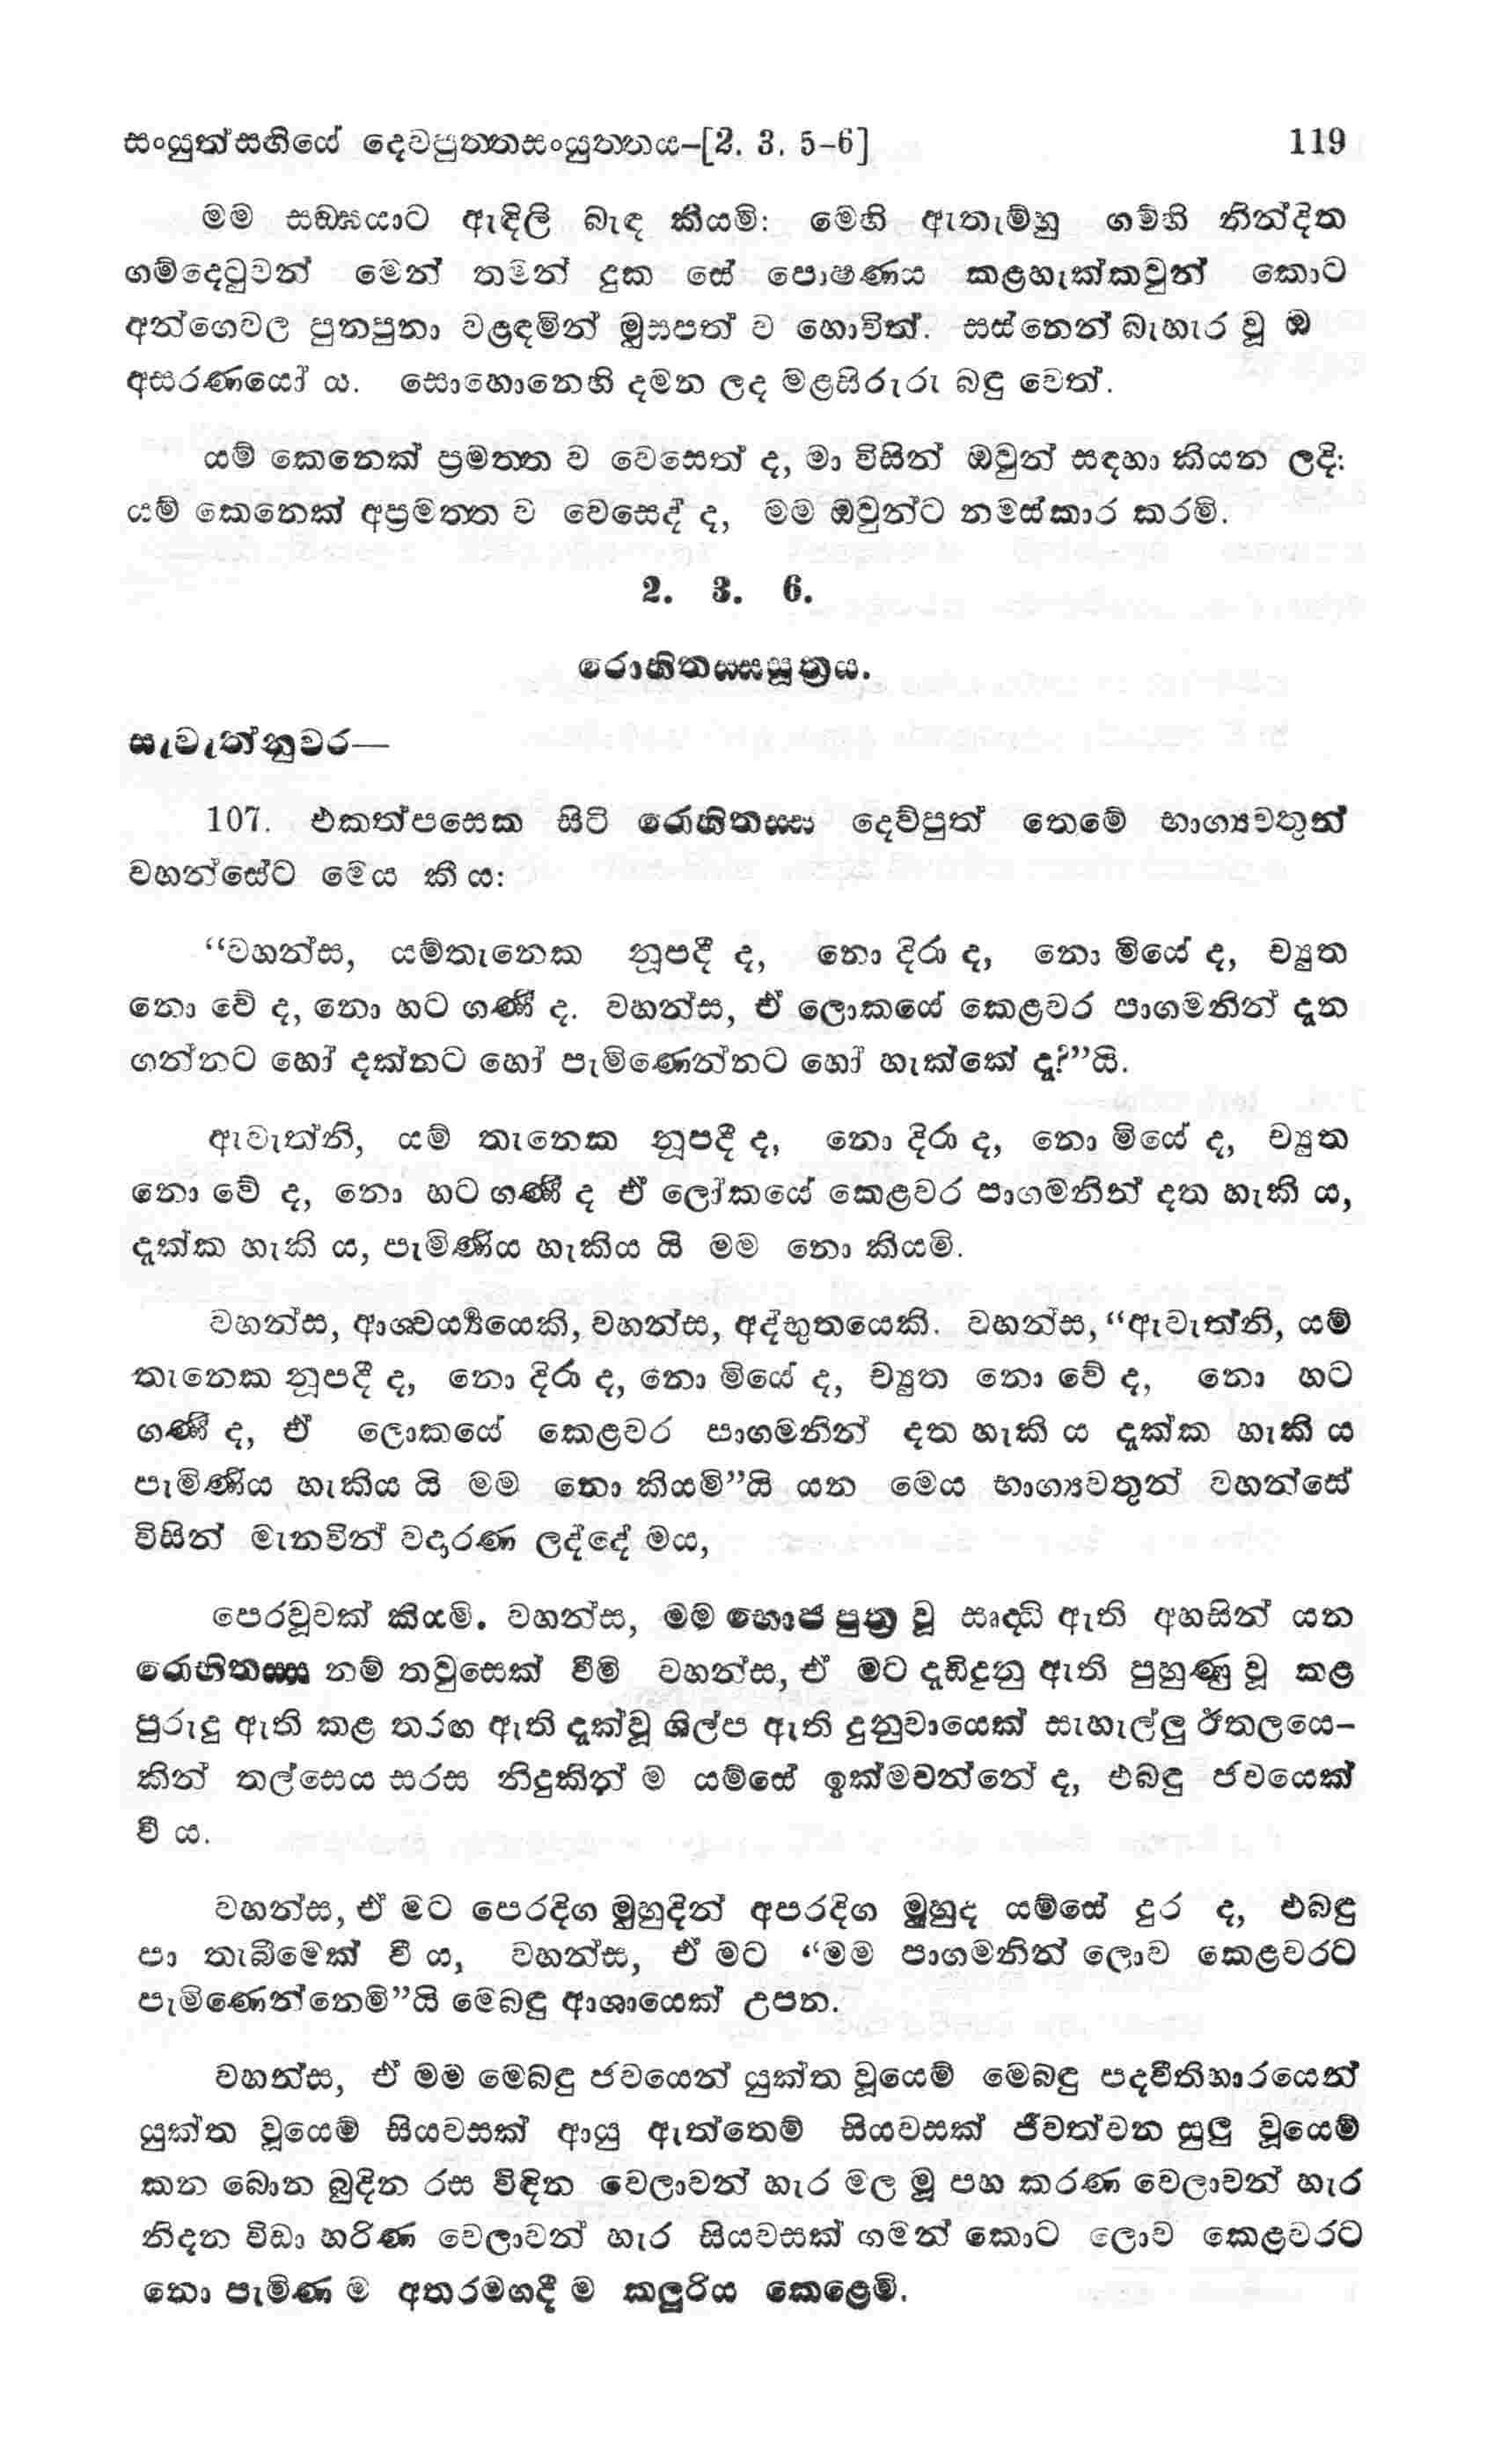 සංයුත්සඟියේ දෙවපුත්තසංයුත්තය–[2. 3. 5–6] 119
මම සඞ්ඝයාට ඇඳිලි බැඳ කීයමි: මෙහි ඇතැම්හු ගම්හි නින්දිත
ගම්දෙටුවන් මෙන් තමන් දුක සේ පොෂණය කළහැක්කවුන් කොට
අන්ගෙවල පුනපුනා වළඳමින් මුසපත් ව හොවිත්. සස්නෙන් බැහැර වූ ඔ
අසරණයෝ ය. සොහොනෙහි දමන ලද මළසිරුරු බඳු වෙත්.
යම් කෙනෙක් ප්‍රමත්ත ව වෙසෙත් ද, මා විසින් ඔවුන් සඳහා කියන ලදි:
යම් කෙනෙක් අප්‍රමත්ත ව වෙසෙද් ද, මම ඔවුන්ට නමස්කාර කරමි.
2. 3. 6.
රොහිතස්සසූත්‍රය.
සැවැත්නුවර—
107. එකත්පසෙක සිටි රොහිතස්ස දෙව්පුත් තෙමේ භාග්‍යවතුන්
වහන්සේට මෙය කී ය:
“වහන්ස, යම්තැනෙක නූපදී ද, නො දිරා ද, නො මියේ ද, ච්‍යුත
නො වේ ද, නො හට ගණී ද. වහන්ස, ඒ ලොකයේ කෙළවර පාගමනින් දැන
ගන්නට හෝ දක්නට හෝ පැමිණෙන්නට හෝ හැක්කේ දැ?”යි.
ඇවැත්නි, යම් තැනෙක නූපදී ද, නො දිරා ද, නො මියේ ද, ච්‍යුත
නො වේ ද, නො හට ගණී ද ඒ ලෝකයේ කෙළවර පාගමනින් දත හැකි ය,
දැක්ක හැකි ය, පැමිණිය හැකිය යි මම නො කියමි.
වහන්ස, ආශ්චර්‍ය්‍යයෙකි, වහන්ස, අද්භුතයෙකි. වහන්ස, “ඇවැත්නි, යම්
තැනෙක නූපදී ද, නො දිරා ද, නො මියේ ද, ච්‍යුත නො වේ ද, නො හට
ගණී ද, ඒ ලොකයේ කෙළවර පාගමනින් දත හැකි ය දැක්ක හැකි ය
පැමිණිය හැකිය යි මම නො කියමි”යි යන මෙය භාග්‍යවතුන් වහන්සේ
විසින් මැනවින් වදාරණ ලද්දේ මය,
පෙරවූවක් කියමි. වහන්ස, මම භොජ පුත්‍ර වූ සෘද්ධි ඇති අහසින් යන
රොහිතස්ස නම් තවුසෙක් වීමි වහන්ස, ඒ මට දැඩිදුනු ඇති පුහුණු වූ කළ
පුරුදු ඇති කළ තරඟ ඇති දැක්වූ ශිල්ප ඇති දුනුවායෙක් සැහැල්ලු ඊතලයෙ–
කින් තල්සෙය සරස නිදුකින් ම යම්සේ ඉක්මවන්නේ ද, එබඳු ජවයෙක්
වී ය.
වහන්ස, ඒ මට පෙරදිග මුහුදින් අපරදිග මුහුද යම්සේ දුර ද, එබඳු
පා තැබීමෙක් වී ය, වහන්ස, ඒ මට “මම පාගමනින් ලොව කෙළවරට
පැමිණෙන්නෙමි”යි මෙබඳු ආශායෙක් උපන.
වහන්ස, ඒ මම මෙබඳු ජවයෙන් යුක්ත වූයෙම් මෙබඳු පදවීතිහාරයෙන්
යුක්ත වූයෙම් සියවසක් ආයු ඇත්තෙම් සියවසක් ජීවත්වන සුලු වූයෙම්
කන බොන බුදින රස විඳින වෙලාවන් හැර මල මූ පහ කරණ වෙලාවන් හැර
නිදන විඩා හරිණ වෙලාවන් හැර සියවසක් ගමන් කොට ලොව කෙළවරට
නො පැමිණ ම අතරමගදී ම කලුරිය කෙළෙමි.